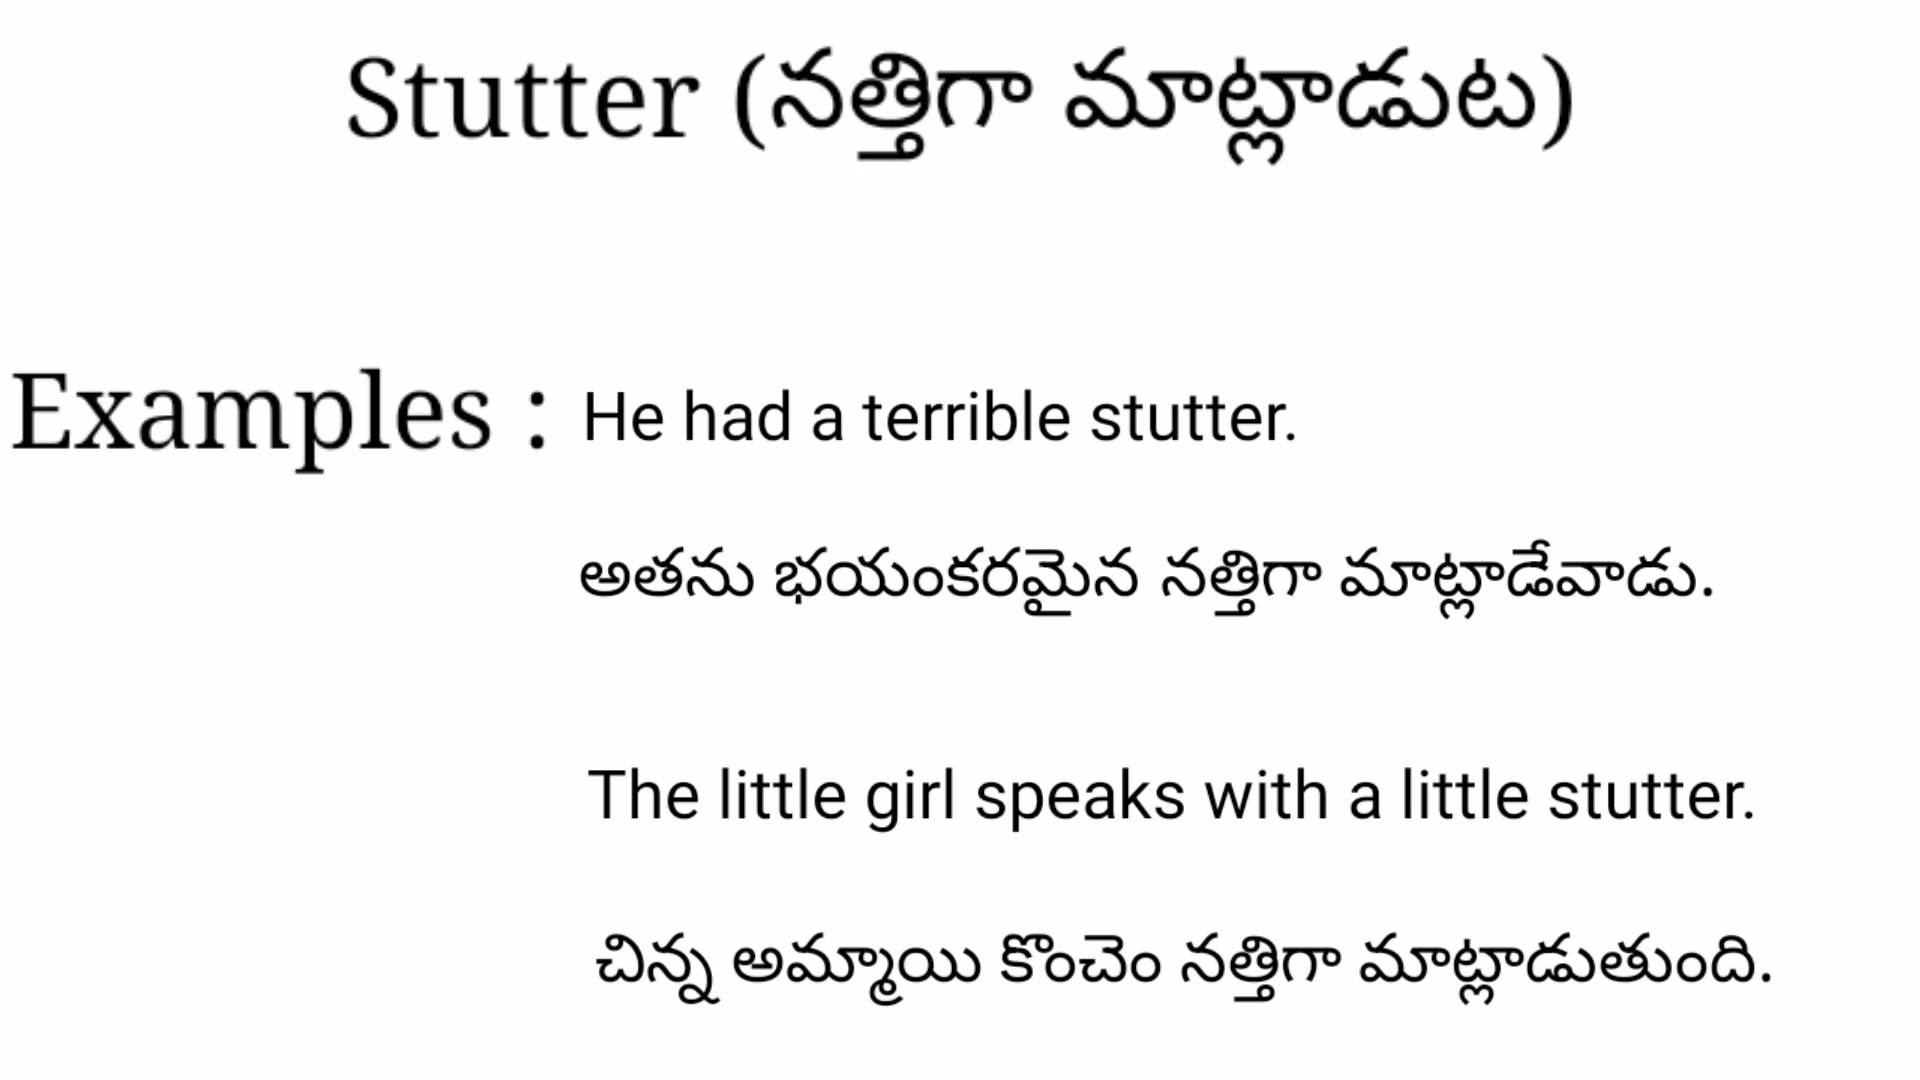 Stutter (నత్తిగా మాట్లాడుట)
Examples : He had a terrible stutter.
అతను భయంకరమైన నత్తిగా మాట్లాడేవాడు.
The little girl speaks with a little stutter.
చిన్న అమ్మాయి కొంచెం నత్తిగా మాట్లాడుతుంది.